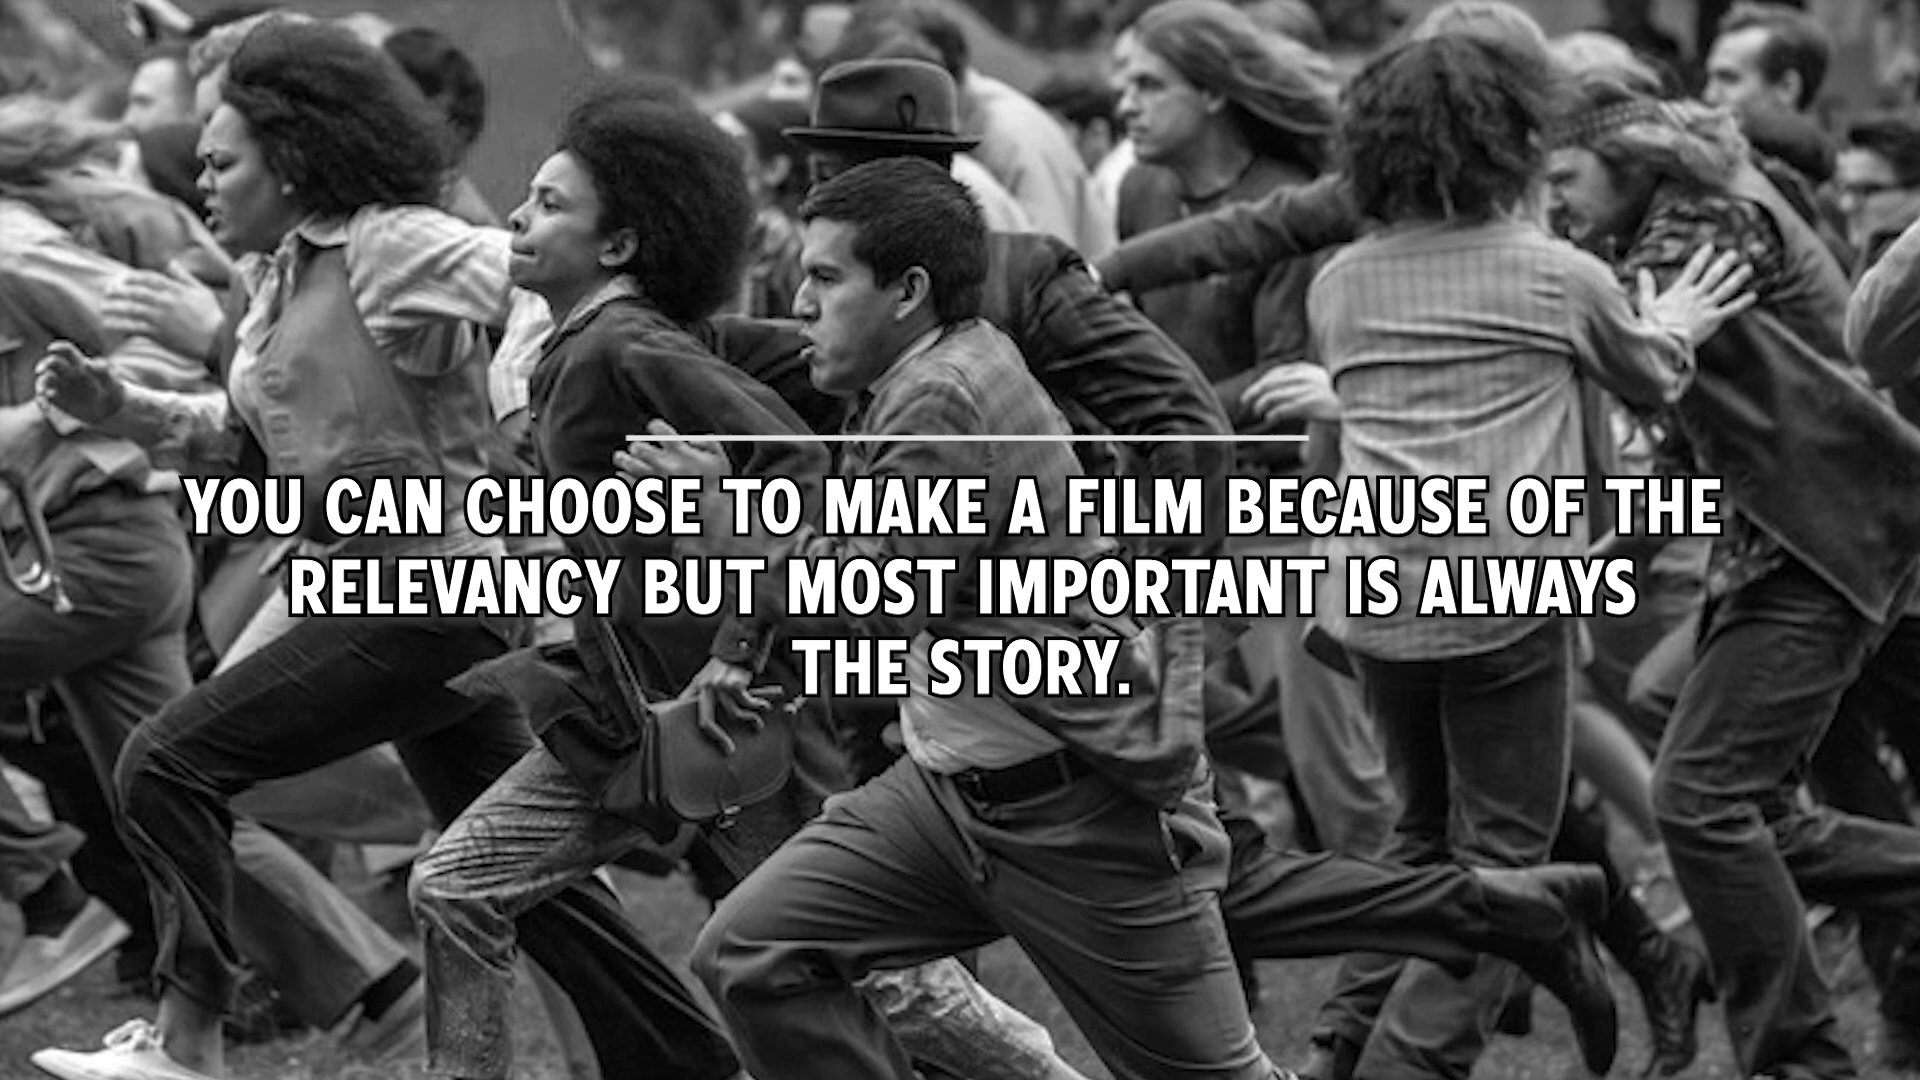 YOU CAN CHOOSE TO MAKE A FILM BECAUSE OF THE
RELEVANCY BUT MOST IMPORTANT IS ALWAYS
THE STORY.